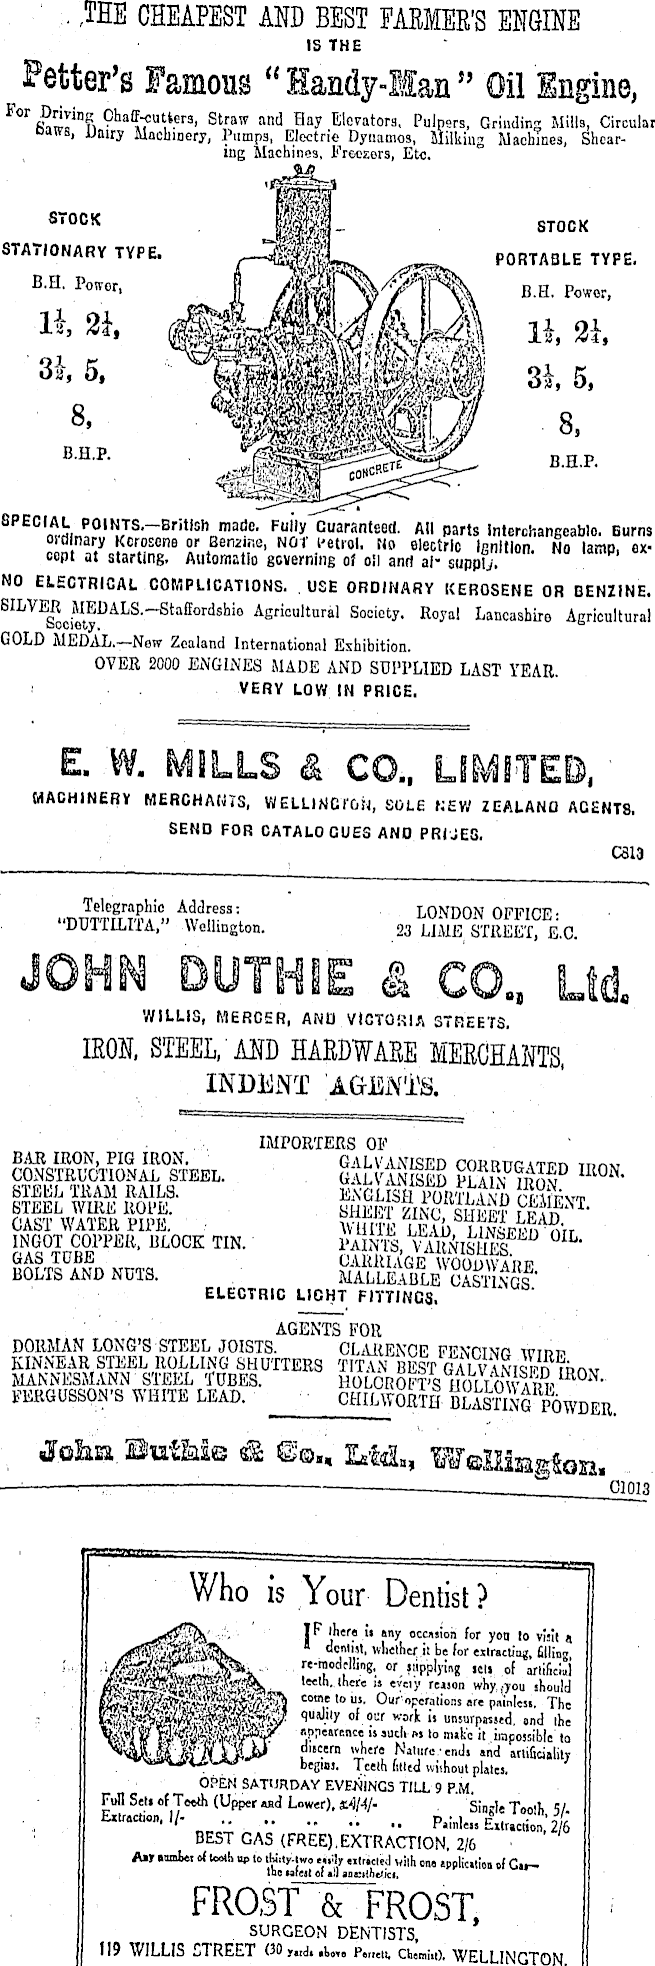 THE CHEAPEST AND BEST FARMER'S ENGINE
IS THE
Petter's Famous "Handy-Man" Oil Engine,
For Driving Chaff-cutters, Straw and Hay Elevators, Pulpers, Grinding Mills, Circular
Saws, Dairy Machinery, Pumps, Electric Dynamos, Milking Machines, Shear-
ing Machines, Freezers, Etc.
STOCK
STATIONARY TYPE.
B.H. Power,
1½, 2¼,
3½, 5,
8,
B.H.P.
STOCK
PORTABLE TYPE.
B.H. Power,
1½, 2¼,
3½, 5,
8,
B.H.P.
CONCRETE
SPECIAL POINTS.—British made. Fully Guaranteed. All parts interchangeable. Burns
ordinary Kerosene or Benzine, NOT Petrol. No electric ignition. No lamp, ex-
cept at starting. Automatic governing of oil and air supply.
NO ELECTRICAL COMPLICATIONS. USE ORDINARY KEROSENE OR BENZINE.
SILVER MEDALS.—Staffordshie Agricultural Society. Royal Lancashire Agricultural
Society.
GOLD MEDAL.—New Zealand International Exhibition.
OVER 2000 ENGINES MADE AND SUPPLIED LAST YEAR.
VERY LOW IN PRICE.
E. W. MILLS & CO., LIMITED,
MACHINERY MERCHANTS, WELLINGTON, SOLE NEW ZEALAND AGENTS.
SEND FOR CATALOGUES AND PRICES.
C813
Telegraphic Address:
"DUTTILITA," Wellington.
LONDON OFFICE:
23 LIME STREET, E.C.
JOHN DUTHIE & CO., Ltd.
WILLIS, MERCER, AND VICTORIA STREETS.
IRON, STEEL, AND HARDWARE MERCHANTS,
INDENT AGENTS.
IMPORTERS OF
BAR IRON, PIG IRON.
CONSTRUCTIONAL STEEL.
STEEL TRAM RAILS.
STEEL WIRE ROPE.
CAST WATER PIPE.
INGOT COPPER, BLOCK TIN.
GAS TUBE
BOLTS AND NUTS.
GALVANISED CORRUGATED IRON.
GALVANISED PLAIN IRON.
ENGLISH PORTLAND CEMENT.
SHEET ZINC, SHEET LEAD.
WHITE LEAD, LINSEED OIL.
PAINTS, VARNISHES.
CARRIAGE WOODWARE.
MALLEABLE CASTINGS.
ELECTRIC LIGHT FITTINGS.
AGENTS FOR
DORMAN LONG'S STEEL JOISTS.
KINNEAR STEEL ROLLING SHUTTERS
MANNESMANN STEEL TUBES.
FERGUSSON'S WHITE LEAD.
CLARENCE FENCING WIRE.
TITAN BEST GALVANISED IRON.
HOLCROFT'S HOLLOWARE.
CHILWORTH BLASTING POWDER.
John Duthie & Co., Ltd., Wellington.
C1013
Who is Your Dentist?
IF there is any occasion for you to visit a
dentist, whether it be for extracting, filling,
re-modelling, or supplying sets of artificial
teeth, there is every reason why you should
come to us. Our operations are painless. The
quality of our work is unsurpassed, and the
appearence is such as to make it impossible to
discern where Nature ends and artificiality
begins. Teeth fitted without plates.
OPEN SATURDAY EVENINGS TILL 9 P.M.
Full Sets of Teeth (Upper and Lower), £4/4/- Single Tooth, 5/-
Extraction, 1/- .. .. .. .. .. Painless Extraction, 2/6
BEST GAS (FREE) EXTRACTION, 2/6
Any number of tooth up to thirty-two easily extracted with one application of Gas—
the safest of all anæsthetics.
FROST & FROST,
SURGEON DENTISTS,
119 WILLIS STREET (30 yards above Perrett, Chemist), WELLINGTON.